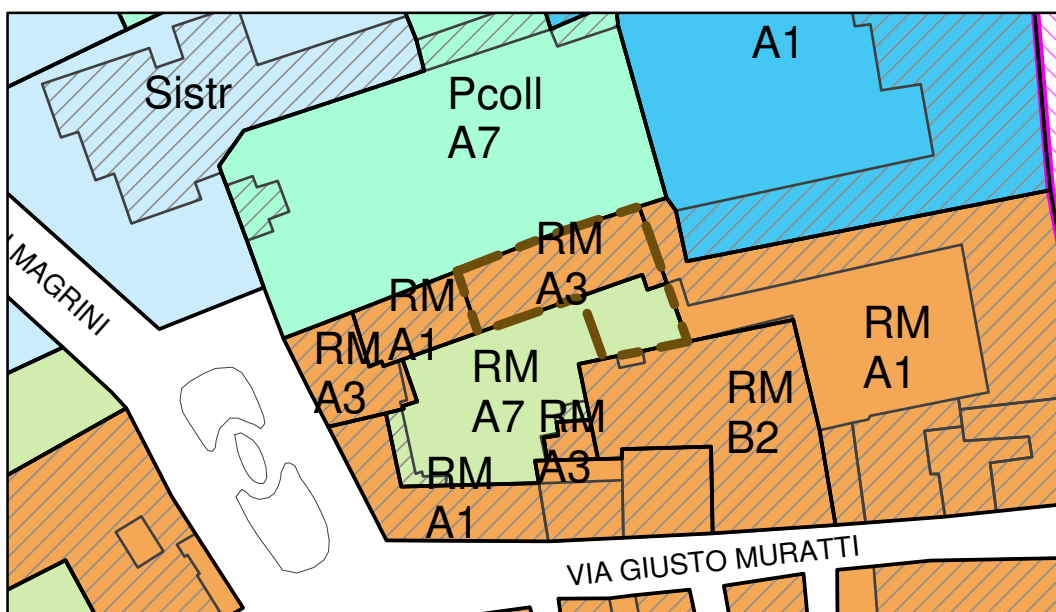 A1
Sistr
Pcoll
A7
RM
A3
RM
A1
RM
A3
RM
A1
RM
A7
RM
B2
RM
A3
RM
A1
MAGRINI
VIA GIUSTO MURATTI